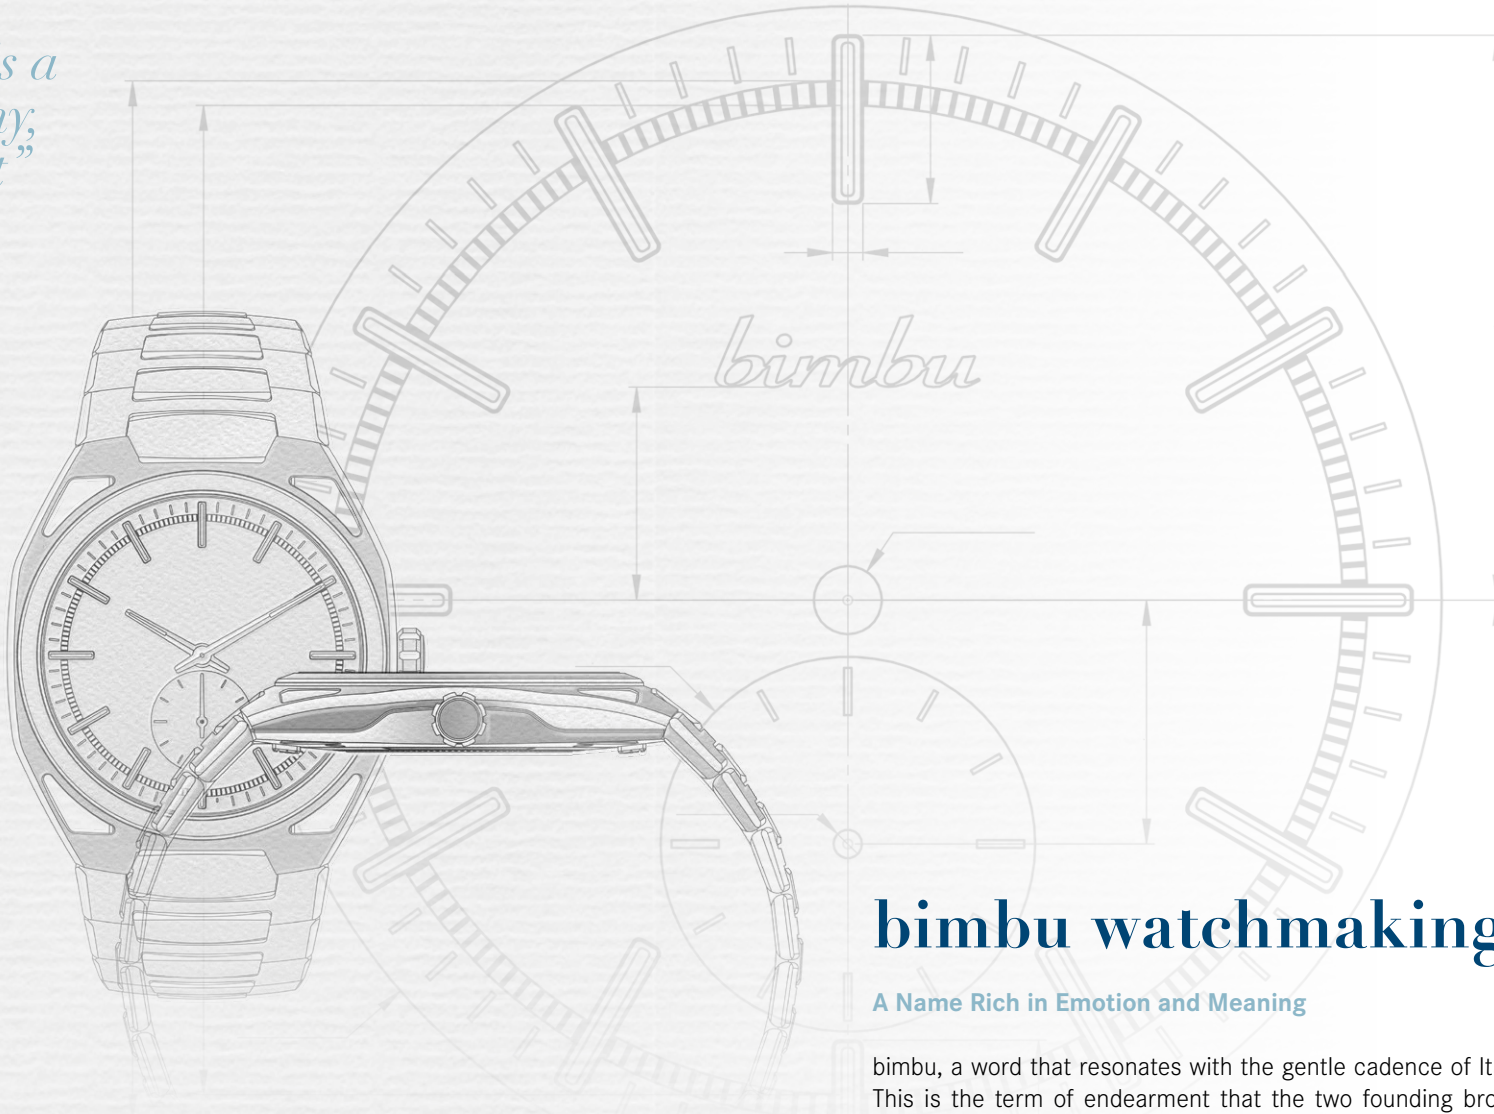 s a
y,
t”
bimbu
bimbu watchmaking
A Name Rich in Emotion and Meaning
bimbu, a word that resonates with the gentle cadence of It
This is the term of endearment that the two founding bro